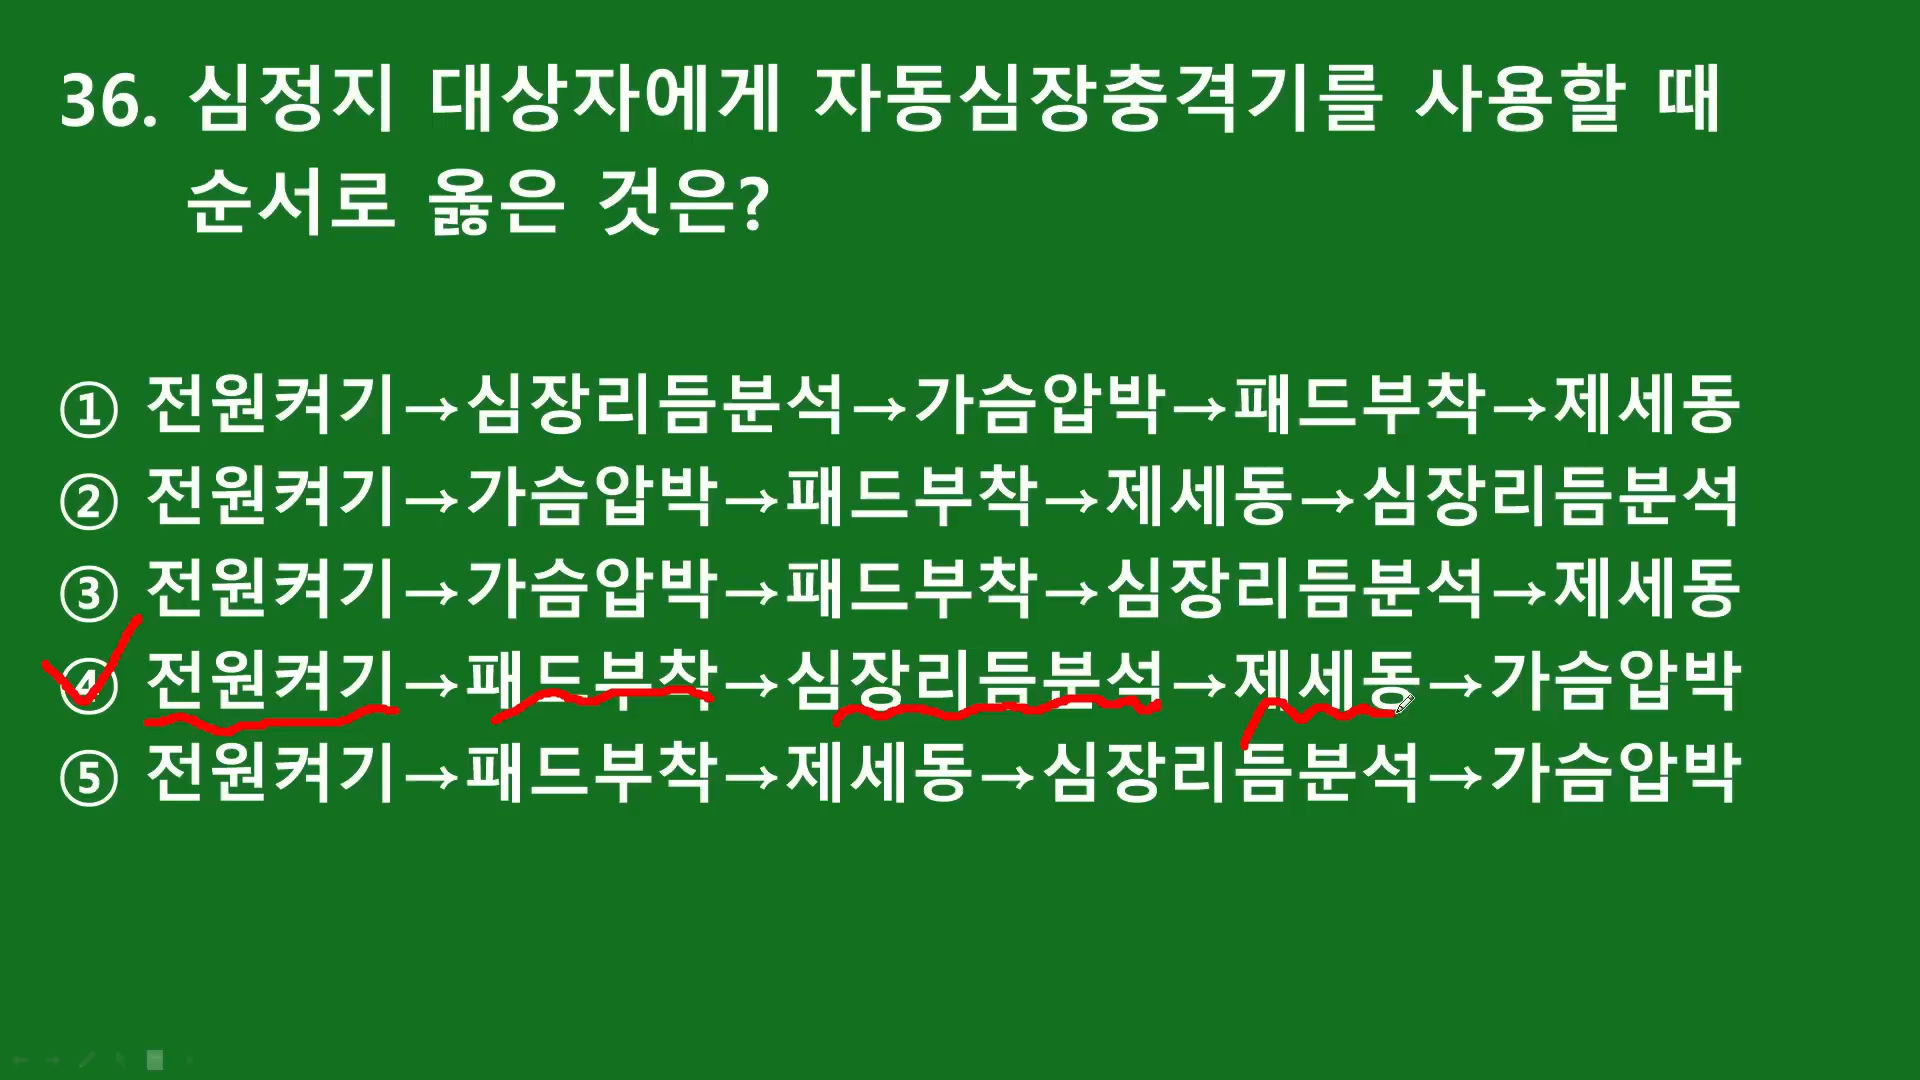 36. 심정지 대상자에게 자동심장충격기를 사용할 때
순서로 옳은 것은?
① 전원켜기→심장리듬분석→가슴압박→패드부착→제세동
② 전원켜기→가슴압박→패드부착→제세동→심장리듬분석
③ 전원켜기→가슴압박→패드부착→심장리듬분석→제세동
④ 전원켜기→패드부착→심장리듬분석→제세동→가슴압박
⑤ 전원켜기→패드부착→제세동→심장리듬분석→가슴압박